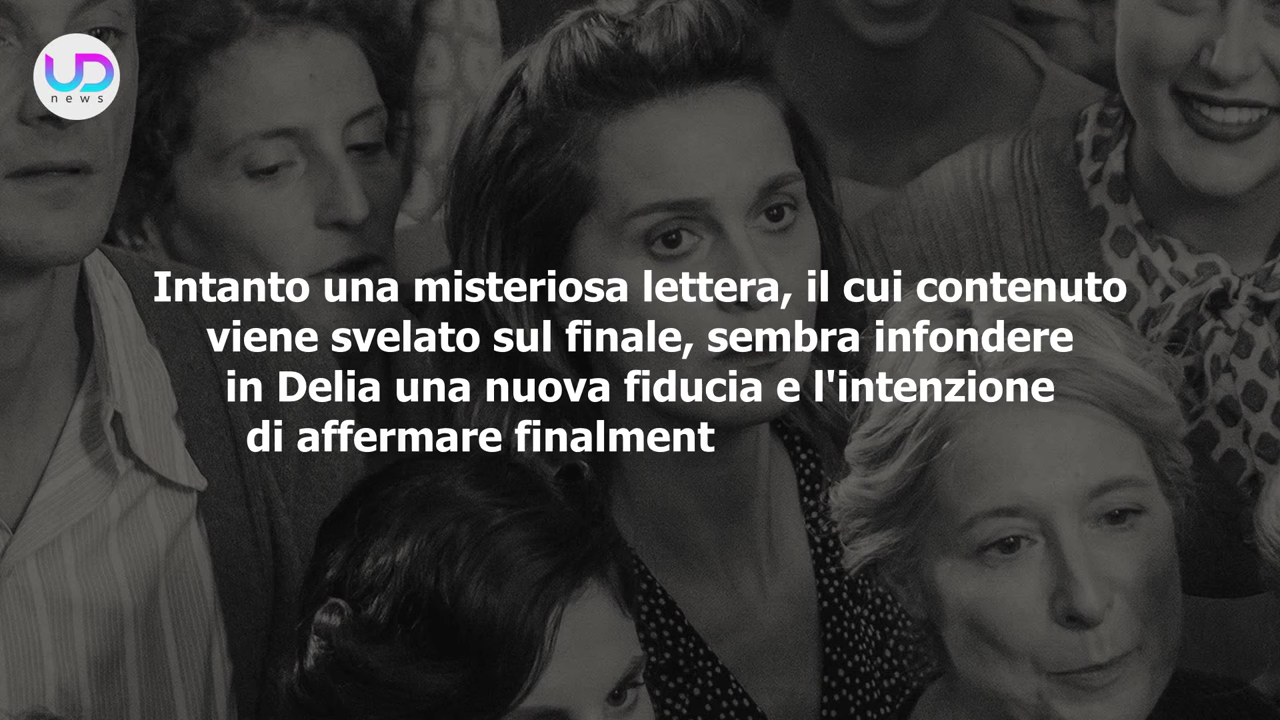 UD
news
Intanto una misteriosa lettera, il cui contenuto
viene svelato sul finale, sembra infondere
in Delia una nuova fiducia e l'intenzione
di affermare finalment